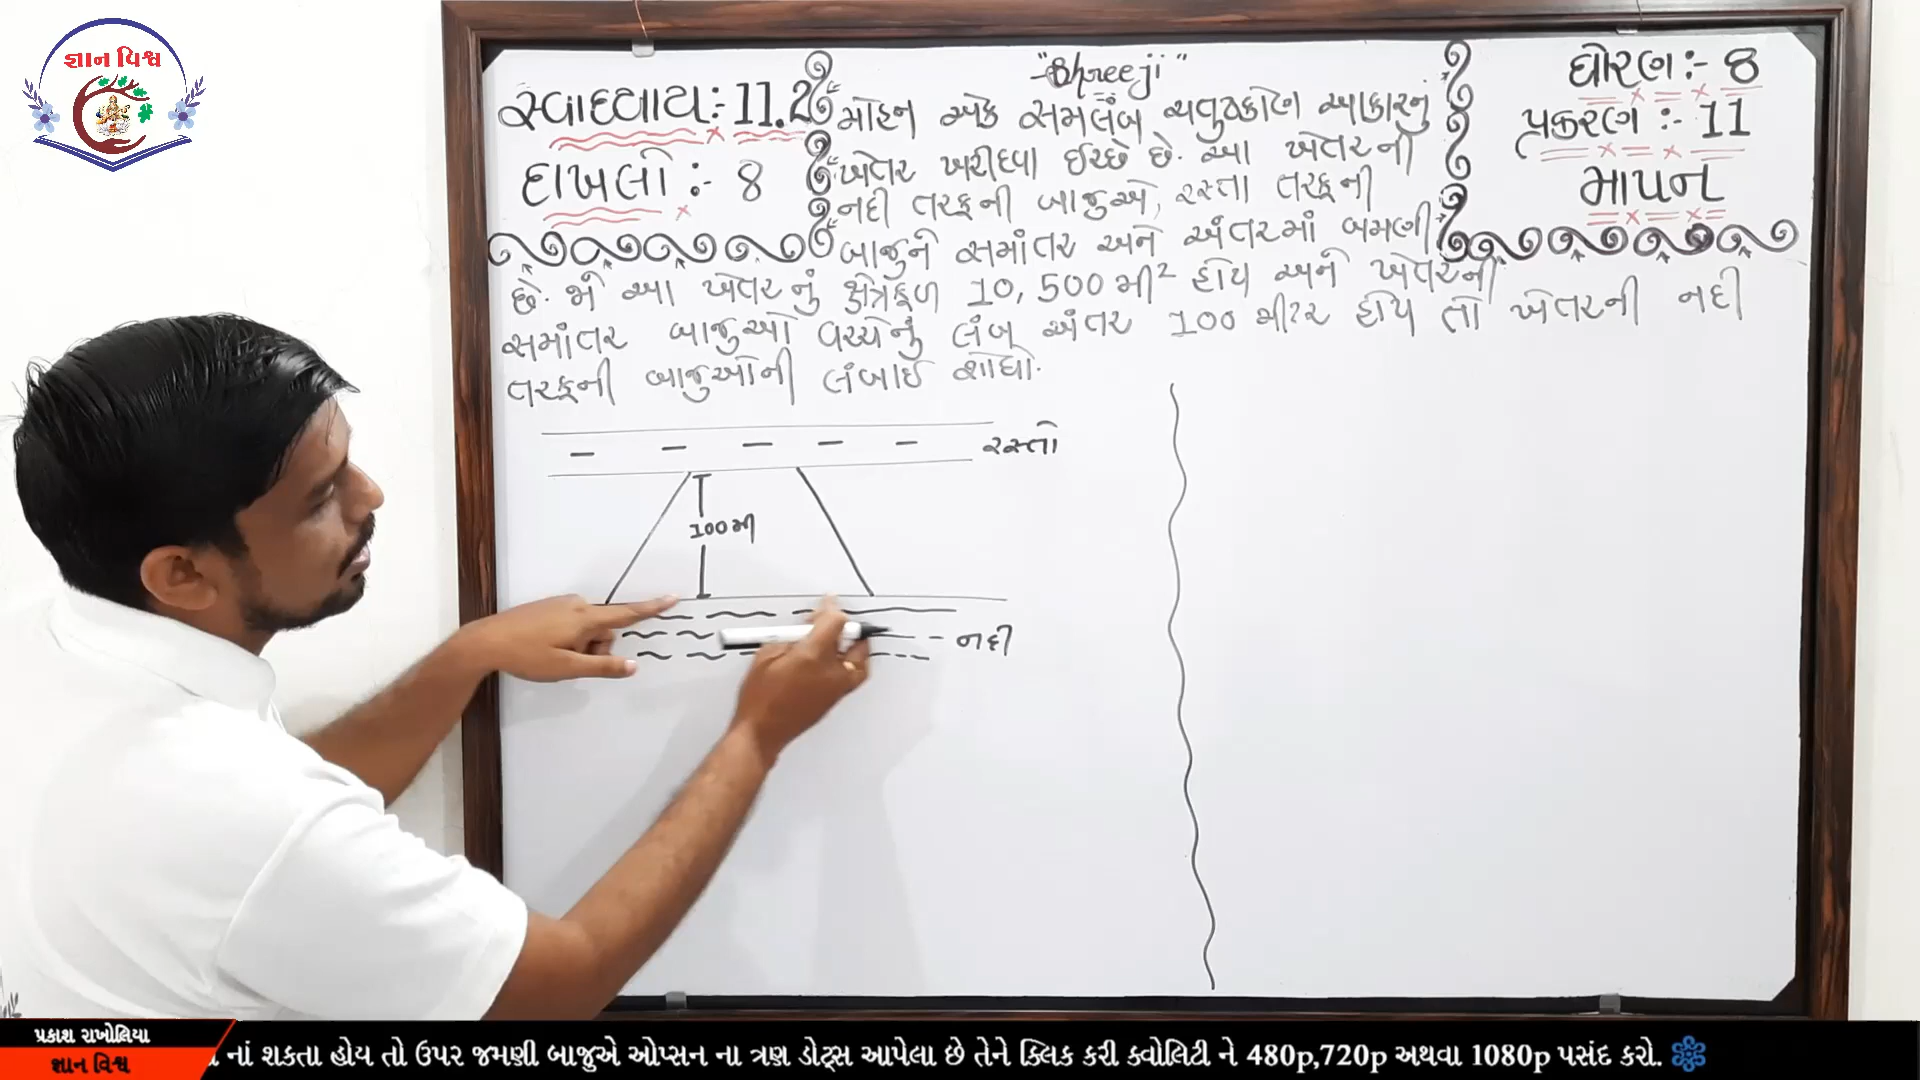 જ્ઞાન વિશ્વ
"Shreeji"
સ્વાધ્યાય:- 11.2
દાખલો :- 8
ધોરણ :- 8
પ્રકરણ :- 11
માપન
મોહન એક સમલંબ ચતુષ્કોણ આકારનું
ખેતર ખરીદવા ઈચ્છે છે. આ ખેતરની
નદી તરફની બાજુએ, રસ્તા તરફની
બાજુને સમાંતર અને અંતરમાં બમણી
છે. જો આ ખેતરનું ક્ષેત્રફળ 10,500 મી² હોય અને ખેતરની
સમાંતર બાજુઓ વચ્ચેનું લંબ અંતર 100 મીટર હોય તો ખેતરની નદી
તરફની બાજુઓની લંબાઈ શોધો.
રસ્તો
100 મી
નદી
પ્રકાશ રાખોલિયા
જ્ઞાન વિશ્વ
નાં શકતા હોય તો ઉપર જમણી બાજુએ ઓપ્સન ના ત્રણ ડોટ્સ આપેલા છે તેને ક્લિક કરી ક્વોલિટી ને 480p,720p અથવા 1080p પસંદ કરો.